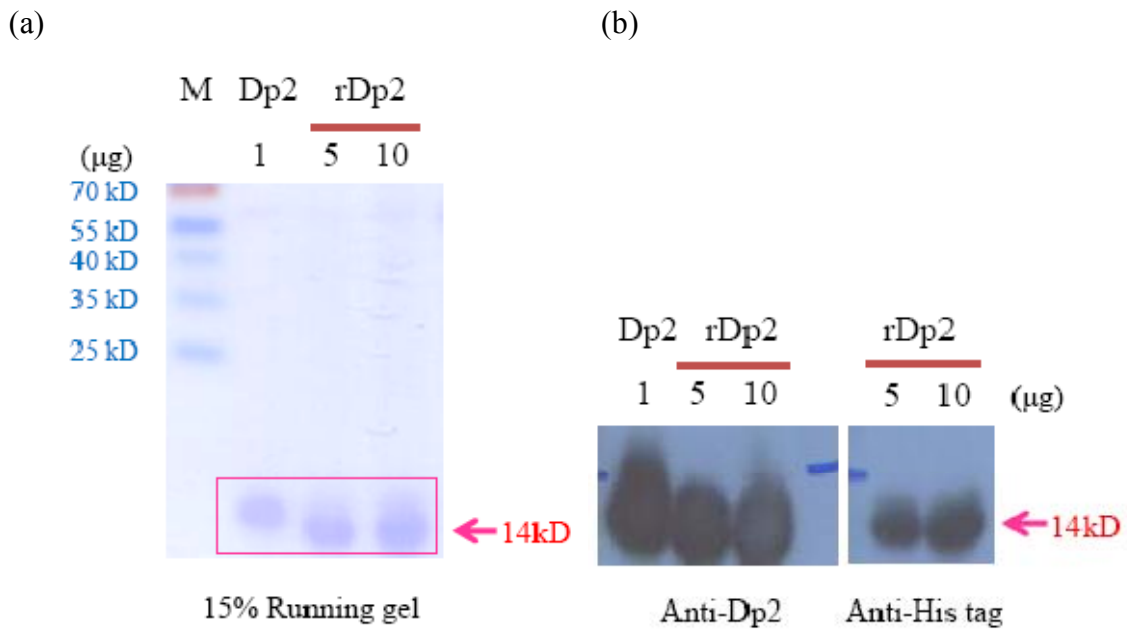 (a)
M Dp2 rDp2
(μg) 1 5 10
70 kD
55 kD
40 kD
35 kD
25 kD
14kD
15% Running gel
(b)
Dp2 rDp2 rDp2
1 5 10 5 10 (μg)
14kD
Anti-Dp2 Anti-His tag